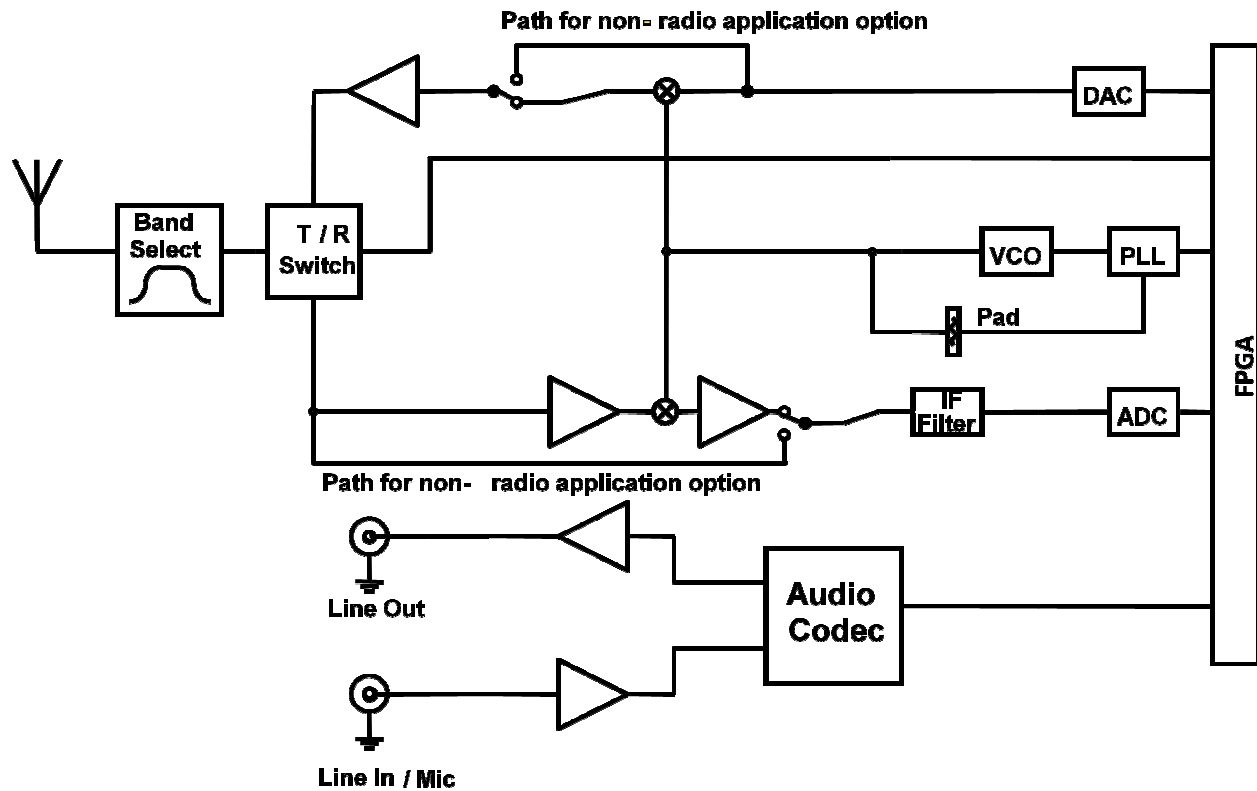 Path for non- radio application option
DAC
Band
Select
T / R
Switch
VCO
PLL
Pad
FPGA
IF
Filter
ADC
Path for non- radio application option
Line Out
Audio
Codec
Line In / Mic